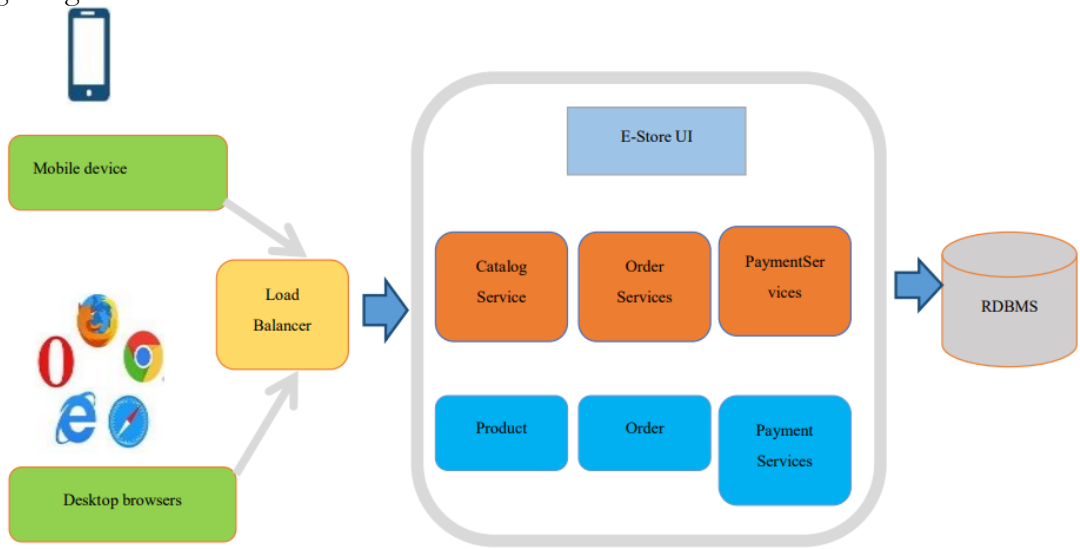 Mobile device
E-Store UI
Catalog
Service
Order
Services
PaymentSer
vices
Load
Balancer
RDBMS
Product
Order
Payment
Services
Desktop browsers